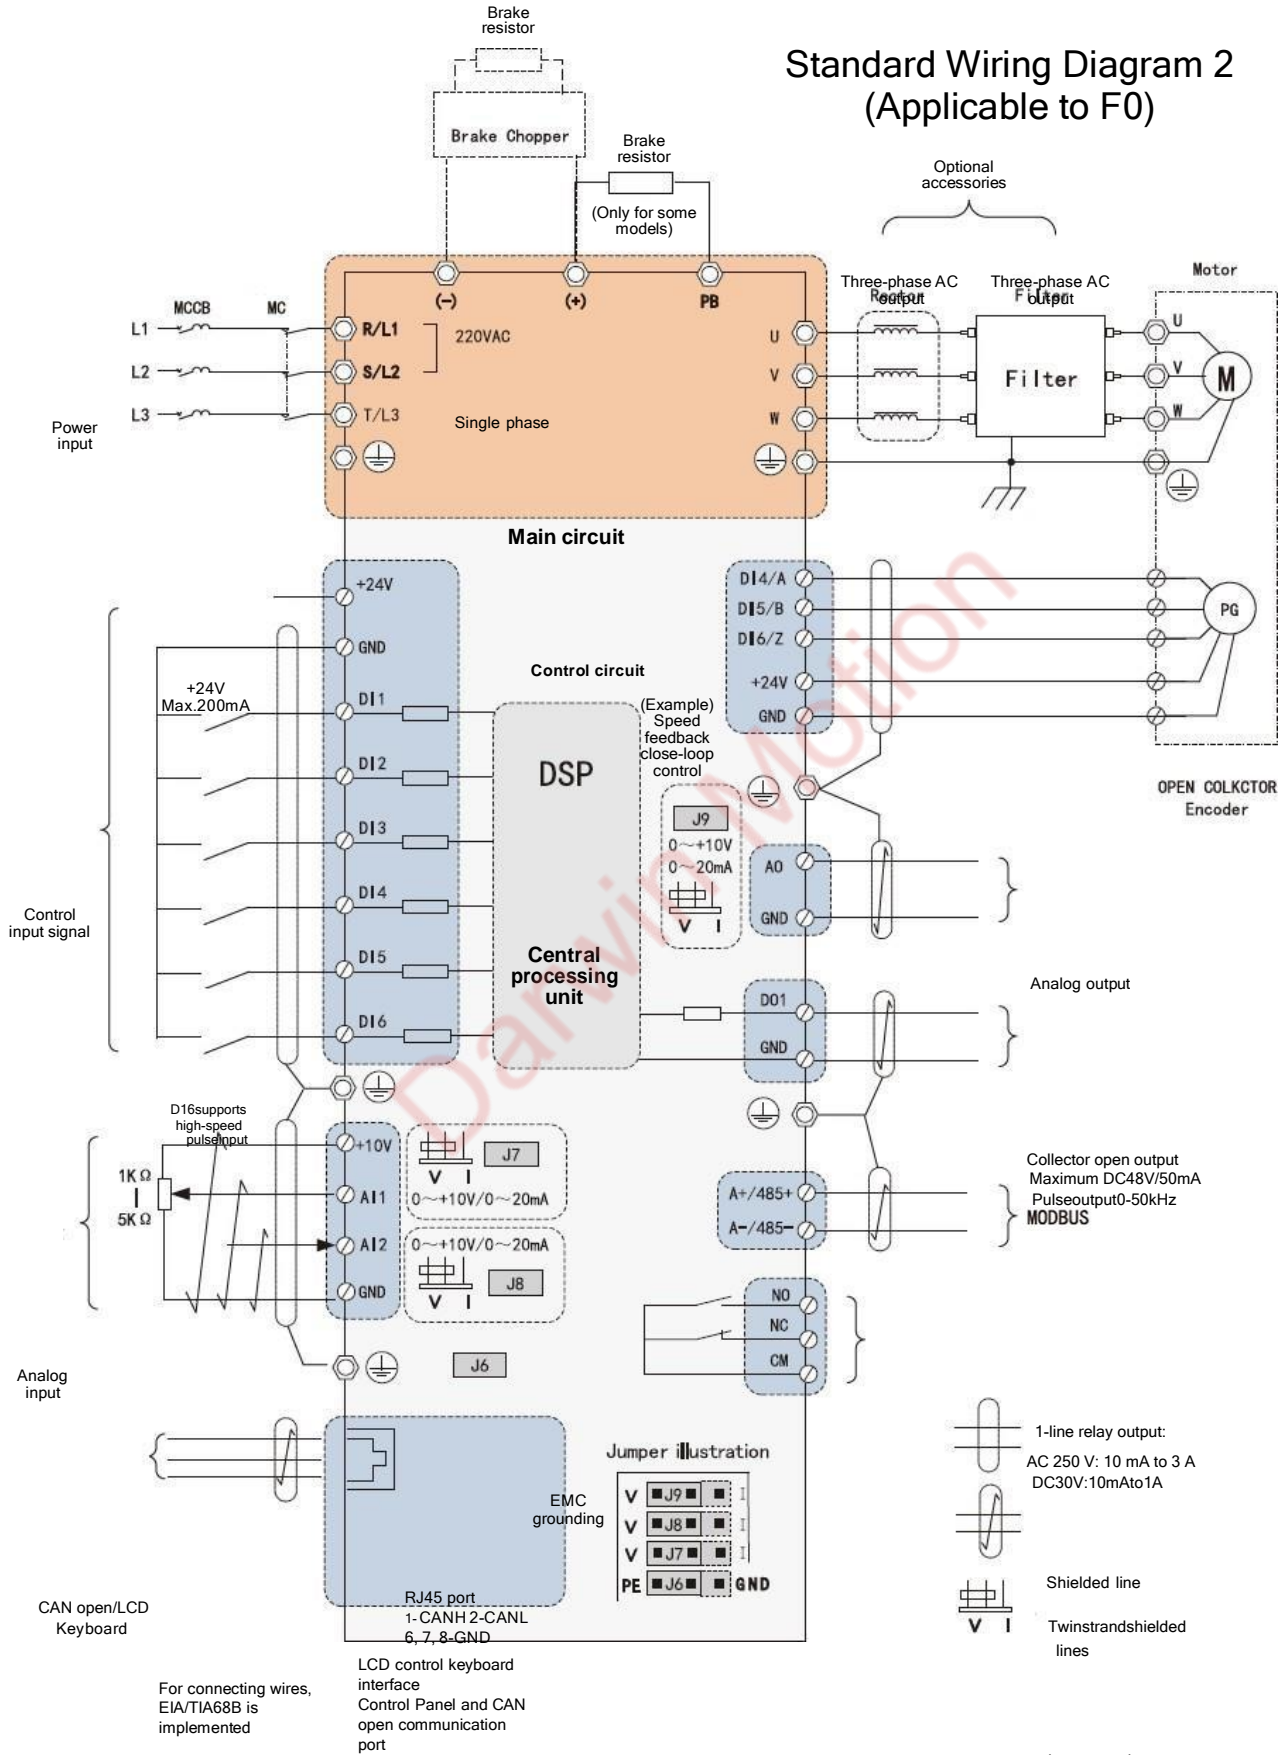 Brake
resistor
Standard Wiring Diagram 2
(Applicable to F0)
Brake Chopper
Brake
resistor
(Only for some
models)
Optional
accessories
Motor
(-)
(+)
PB
Three-phase AC
output
Three-phase AC
output
MCCB
MC
L1
R/L1
220VAC
U
U
L2
S/L2
V
Filter
V
M
L3
T/L3
W
W
Power
input
Single phase
Main circuit
+24V
GND
+24V
Max.200mA
DI1
DI2
DI3
DI4
DI5
DI6
Control
input signal
Control circuit
DSP
Central
processing
unit
(Example)
Speed
feedback
close-loop
control
DI4/A
DI5/B
DI6/Z
+24V
GND
PG
OPEN COLKCTOR
Encoder
J9
0~+10V
0~20mA
V I
AO
GND
Analog output
DO1
GND
D16supports
high-speed
pulseinput
+10V
1KΩ
|
5KΩ
AI1
AI2
GND
J7
V I
0~+10V/0~20mA
0~+10V/0~20mA
J8
V I
A+/485+
A-/485-
Collector open output
Maximum DC48V/50mA
Pulseoutput0-50kHz
MODBUS
NO
NC
CM
J6
Analog
input
Jumper illustration
V J9 I
V J8 I
V J7 I
PE J6 GND
EMC
grounding
1-line relay output:
AC 250 V: 10 mA to 3 A
DC30V:10mAto1A
Shielded line
V I
Twinstrandshielded
lines
CAN open/LCD
Keyboard
RJ45 port
1- CANH 2-CANL
6, 7, 8-GND
For connecting wires,
EIA/TIA68B is
implemented
LCD control keyboard
interface
Control Panel and CAN
open communication
port
Darwin Motion